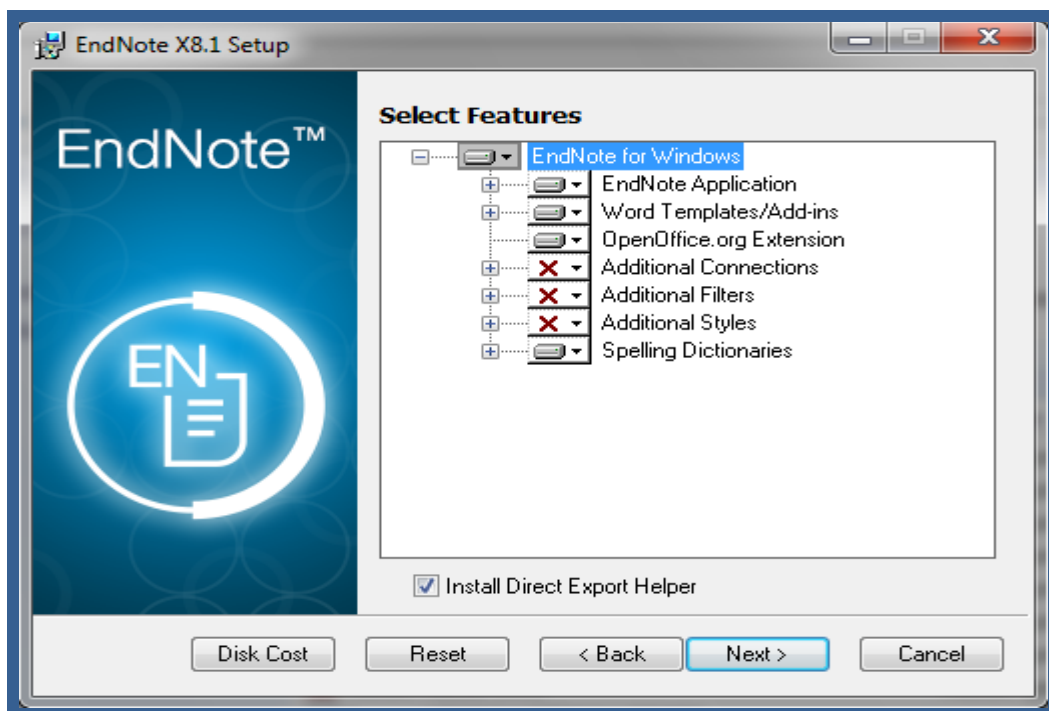 EndNote X8.1 Setup
EndNote™
EN
Select Features
EndNote for Windows
EndNote Application
Word Templates/Add-ins
OpenOffice.org Extension
Additional Connections
Additional Filters
Additional Styles
Spelling Dictionaries
Install Direct Export Helper
Disk Cost
Reset
< Back
Next >
Cancel